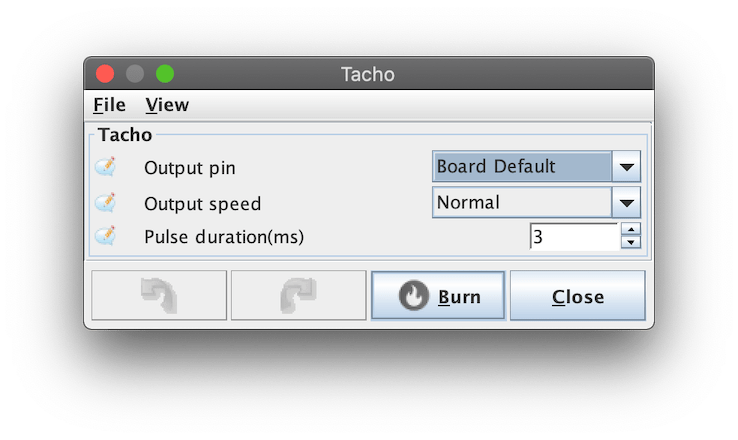 Tacho
File View
Tacho
Output pin Board Default
Output speed Normal
Pulse duration(ms) 3
Burn Close